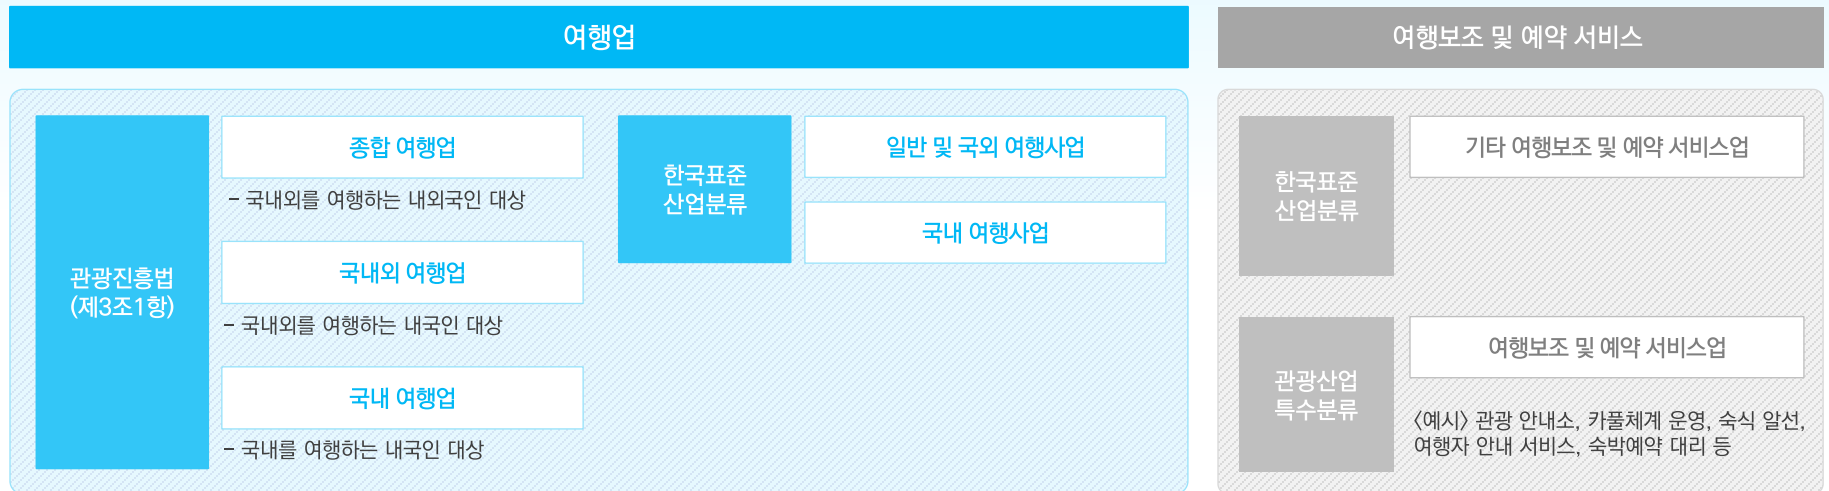 여행업
관광진흥법
(제3조1항)
종합 여행업
- 국내외를 여행하는 내외국인 대상
국내외 여행업
- 국내외를 여행하는 내국인 대상
국내 여행업
- 국내를 여행하는 내국인 대상
한국표준
산업분류
일반 및 국외 여행사업
국내 여행사업
여행보조 및 예약 서비스
한국표준
산업분류
기타 여행보조 및 예약 서비스업
관광산업
특수분류
여행보조 및 예약 서비스업
〈예시〉 관광 안내소, 카풀체계 운영, 숙식 알선,
여행자 안내 서비스, 숙박예약 대리 등